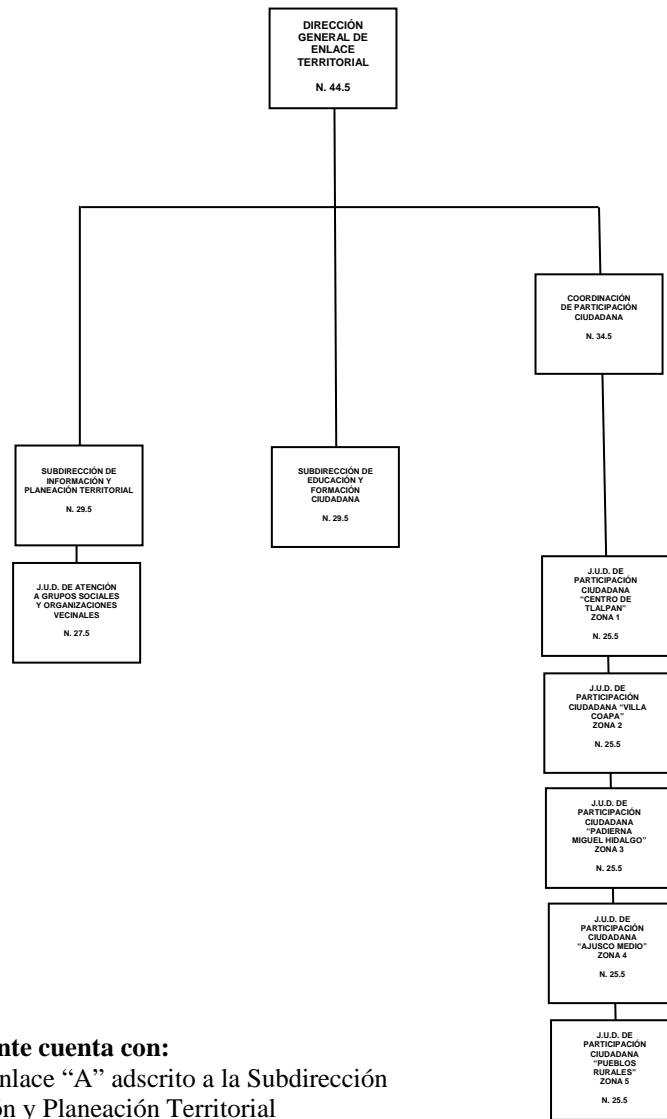 DIRECCIÓN
GENERAL DE
ENLACE
TERRITORIAL
N. 44.5
COORDINACIÓN
DE PARTICIPACIÓN
CIUDADANA
N. 34.5
SUBDIRECCIÓN DE
INFORMACIÓN Y
PLANEACIÓN TERRITORIAL
N. 29.5
SUBDIRECCIÓN DE
EDUCACIÓN Y
FORMACIÓN
CIUDADANA
N. 29.5
J.U.D. DE ATENCIÓN
A GRUPOS SOCIALES
Y ORGANIZACIONES
VECINALES
N. 27.5
J.U.D. DE
PARTICIPACIÓN
CIUDADANA
“CENTRO DE
TLALPAN”
ZONA 1
N. 25.5
J.U.D. DE
PARTICIPACIÓN
CIUDADANA “VILLA
COAPA”
ZONA 2
N. 25.5
J.U.D. DE
PARTICIPACIÓN
CIUDADANA
“PADIERNA
MIGUEL HIDALGO”
ZONA 3
N. 25.5
J.U.D. DE
PARTICIPACIÓN
CIUDADANA
“AJUSCO MEDIO”
ZONA 4
N. 25.5
J.U.D. DE
PARTICIPACIÓN
CIUDADANA
“PUEBLOS
RURALES”
ZONA 5
N. 25.5
nte cuenta con:
nlace “A” adscrito a la Subdirección
ón y Planeación Territorial